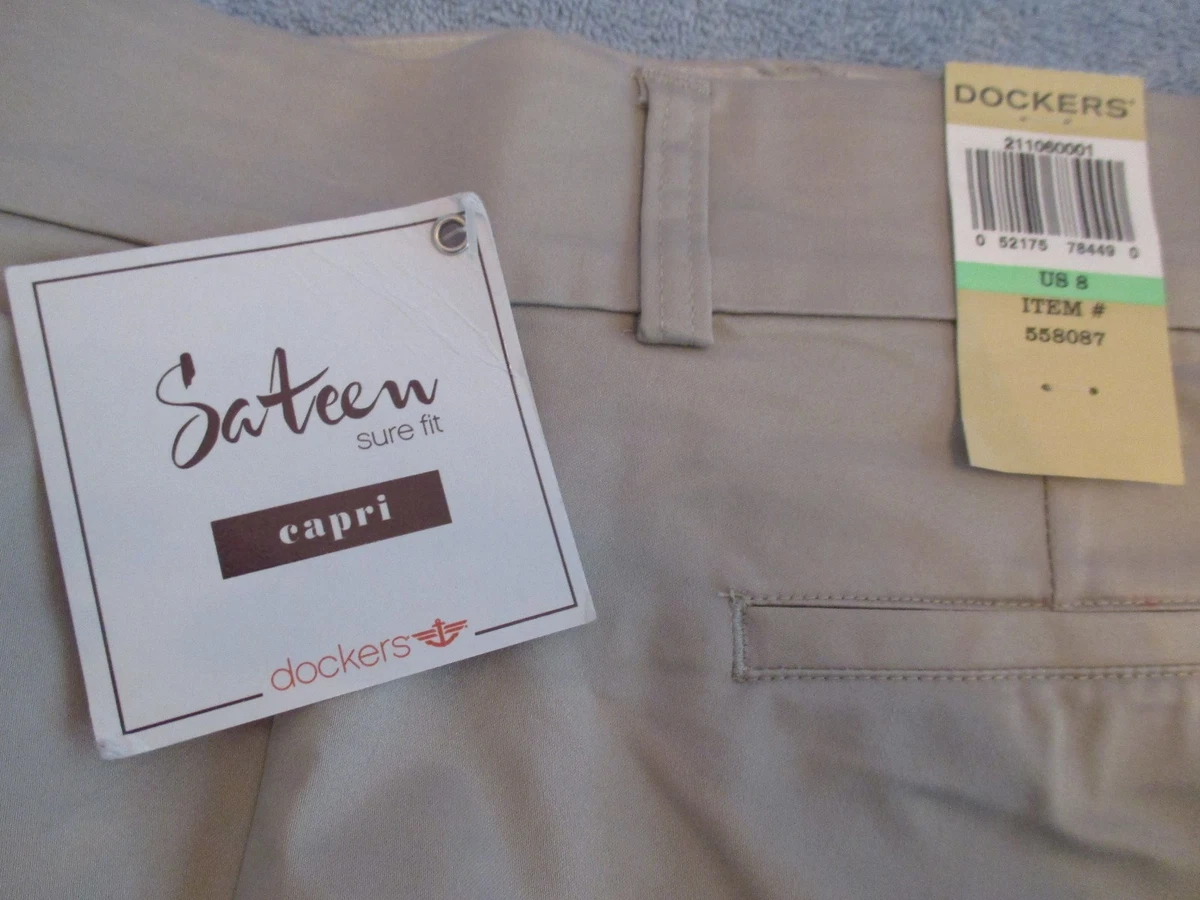 Sateen
sure fit
capri
dockers
DOCKERS
211060001
0 52175 78449 0
US 8
ITEM #
558087